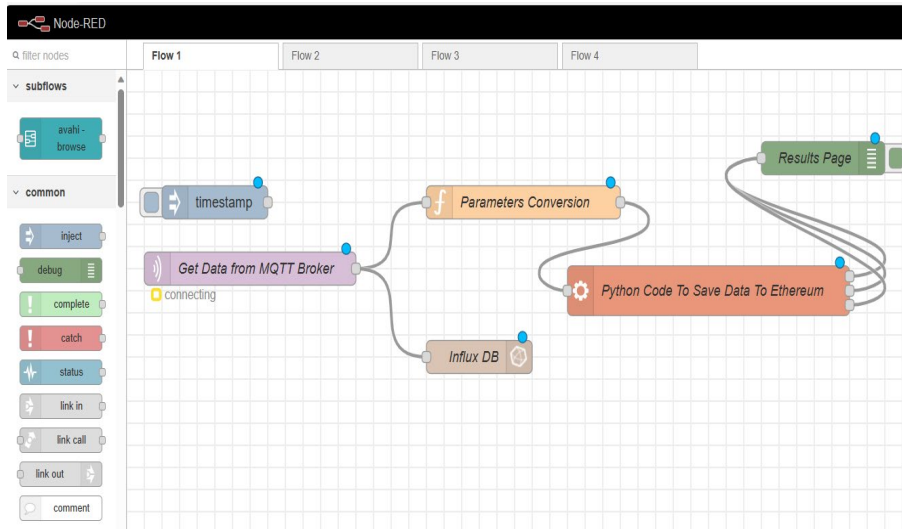 Node-RED
filter nodes
Flow 1
Flow 2
Flow 3
Flow 4
subflows
avahi -
browse
common
inject
debug
complete
catch
status
link in
link call
link out
comment
timestamp
Get Data from MQTT Broker
connecting
Parameters Conversion
Influx DB
Python Code To Save Data To Ethereum
Results Page